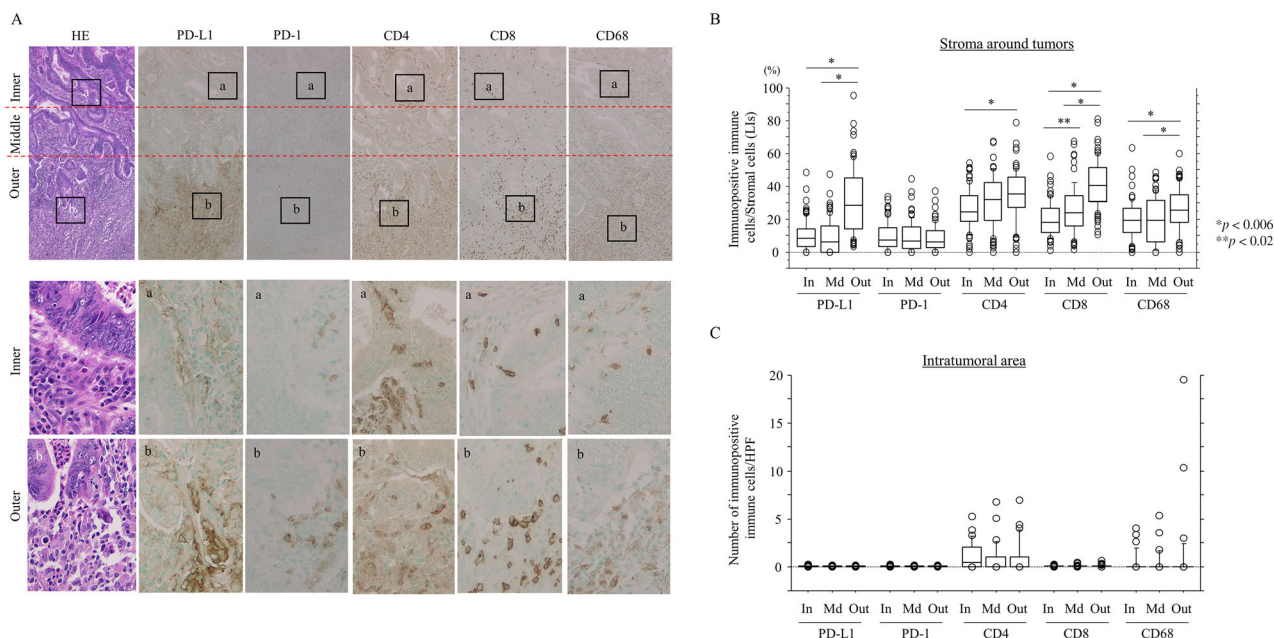 A
HE PD-L1 PD-1 CD4 CD8 CD68
Inner
a a a a a a
Middle
Outer
b b b b b b
Inner
a a a a a a
Outer
b b b b b b
B
Stroma around tumors
(%)
Immunopositive immune
cells/Stromal cells (LIs)
100
80
60
40
20
0
* * * * * ** * *
In Md Out In Md Out In Md Out In Md Out In Md Out
PD-L1 PD-1 CD4 CD8 CD68
*p < 0.006
**p < 0.02
C
Intratumoral area
Number of immunopositive
immune cells/HPF
20
15
10
5
0
In Md Out In Md Out In Md Out In Md Out In Md Out
PD-L1 PD-1 CD4 CD8 CD68